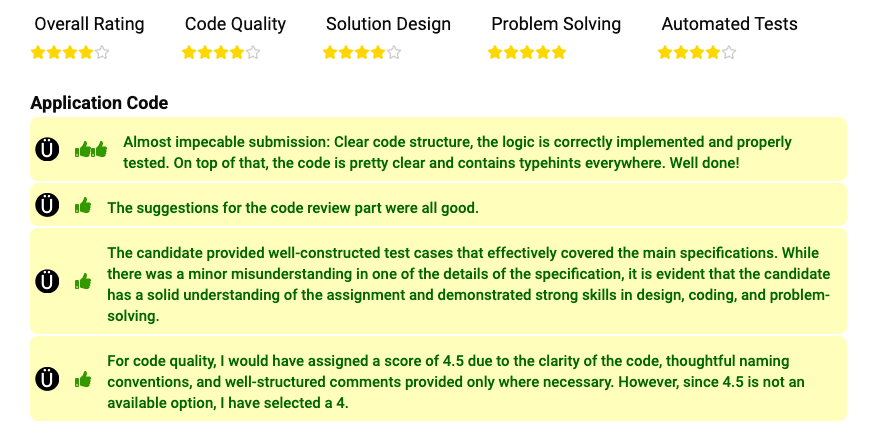 Overall Rating Code Quality Solution Design Problem Solving Automated Tests
Application Code
Ü Almost impecable submission: Clear code structure, the logic is correctly implemented and properly
tested. On top of that, the code is pretty clear and contains typehints everywhere. Well done!
Ü The suggestions for the code review part were all good.
The candidate provided well-constructed test cases that effectively covered the main specifications. While
Ü there was a minor misunderstanding in one of the details of the specification, it is evident that the candidate
has a solid understanding of the assignment and demonstrated strong skills in design, coding, and problem-
solving.
For code quality, I would have assigned a score of 4.5 due to the clarity of the code, thoughtful naming
Ü conventions, and well-structured comments provided only where necessary. However, since 4.5 is not an
available option, I have selected a 4.